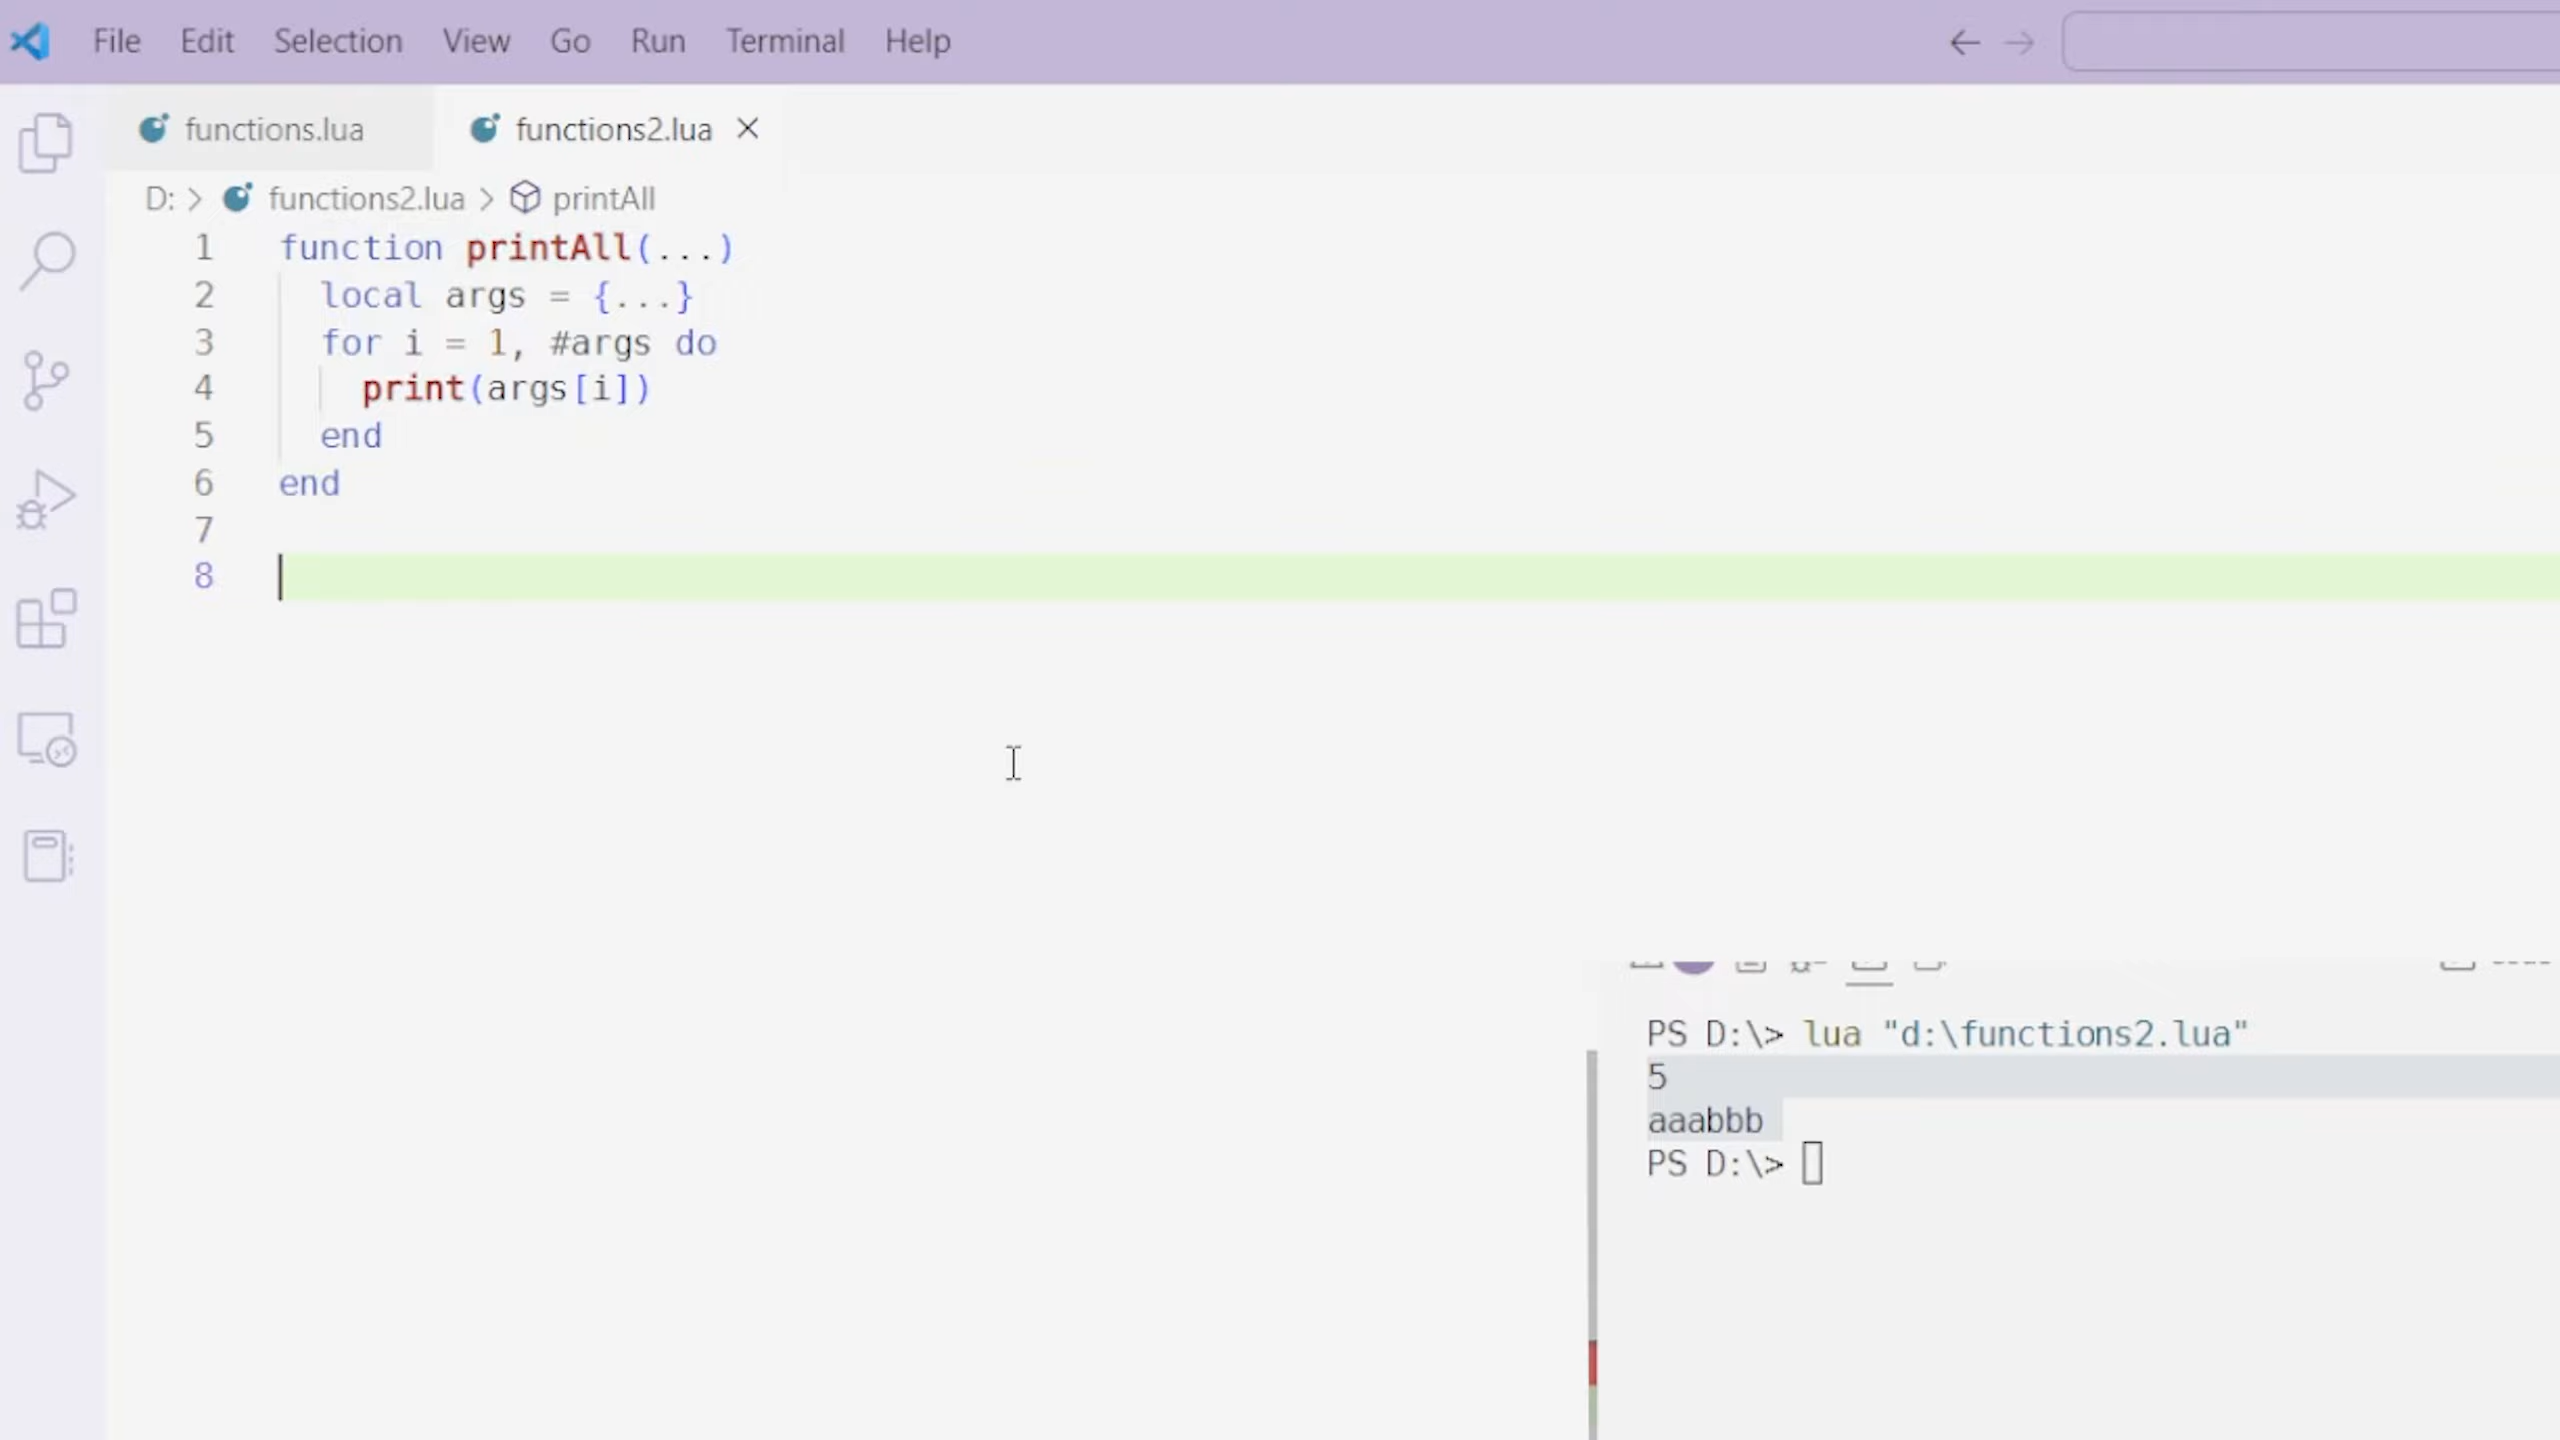 File Edit Selection View Go Run Terminal Help
functions.lua functions2.lua
D: > functions2.lua > printAll
1 function printAll(...)
2 local args = {...}
3 for i = 1, #args do
4 print(args[i])
5 end
6 end
7
8
PS D:\> lua "d:\functions2.lua"
5
aaabbb
PS D:\>